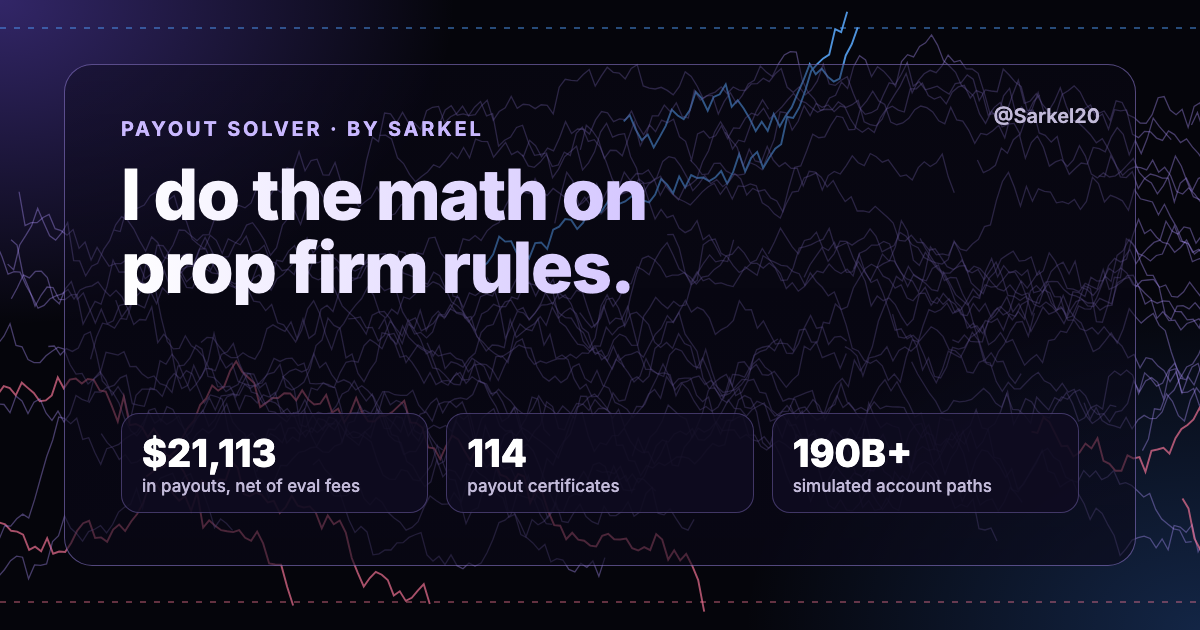 PAYOUT SOLVER · BY SARKEL
@Sarkel20
I do the math on
prop firm rules.
$21,113
in payouts, net of eval fees
114
payout certificates
190B+
simulated account paths